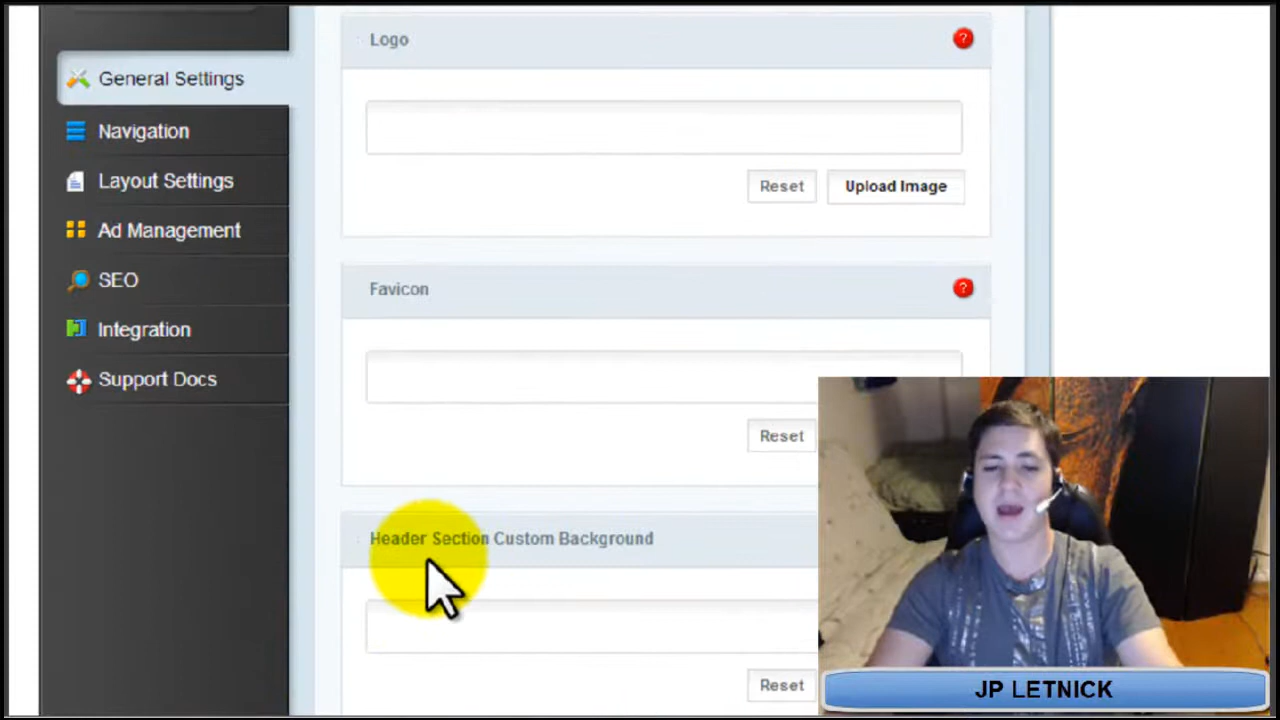 Logo
?
General Settings
Navigation
Layout Settings
Reset
Upload Image
Ad Management
SEO
Favicon
?
Integration
Support Docs
Reset
Header Section Custom Background
Reset
JP LETNICK